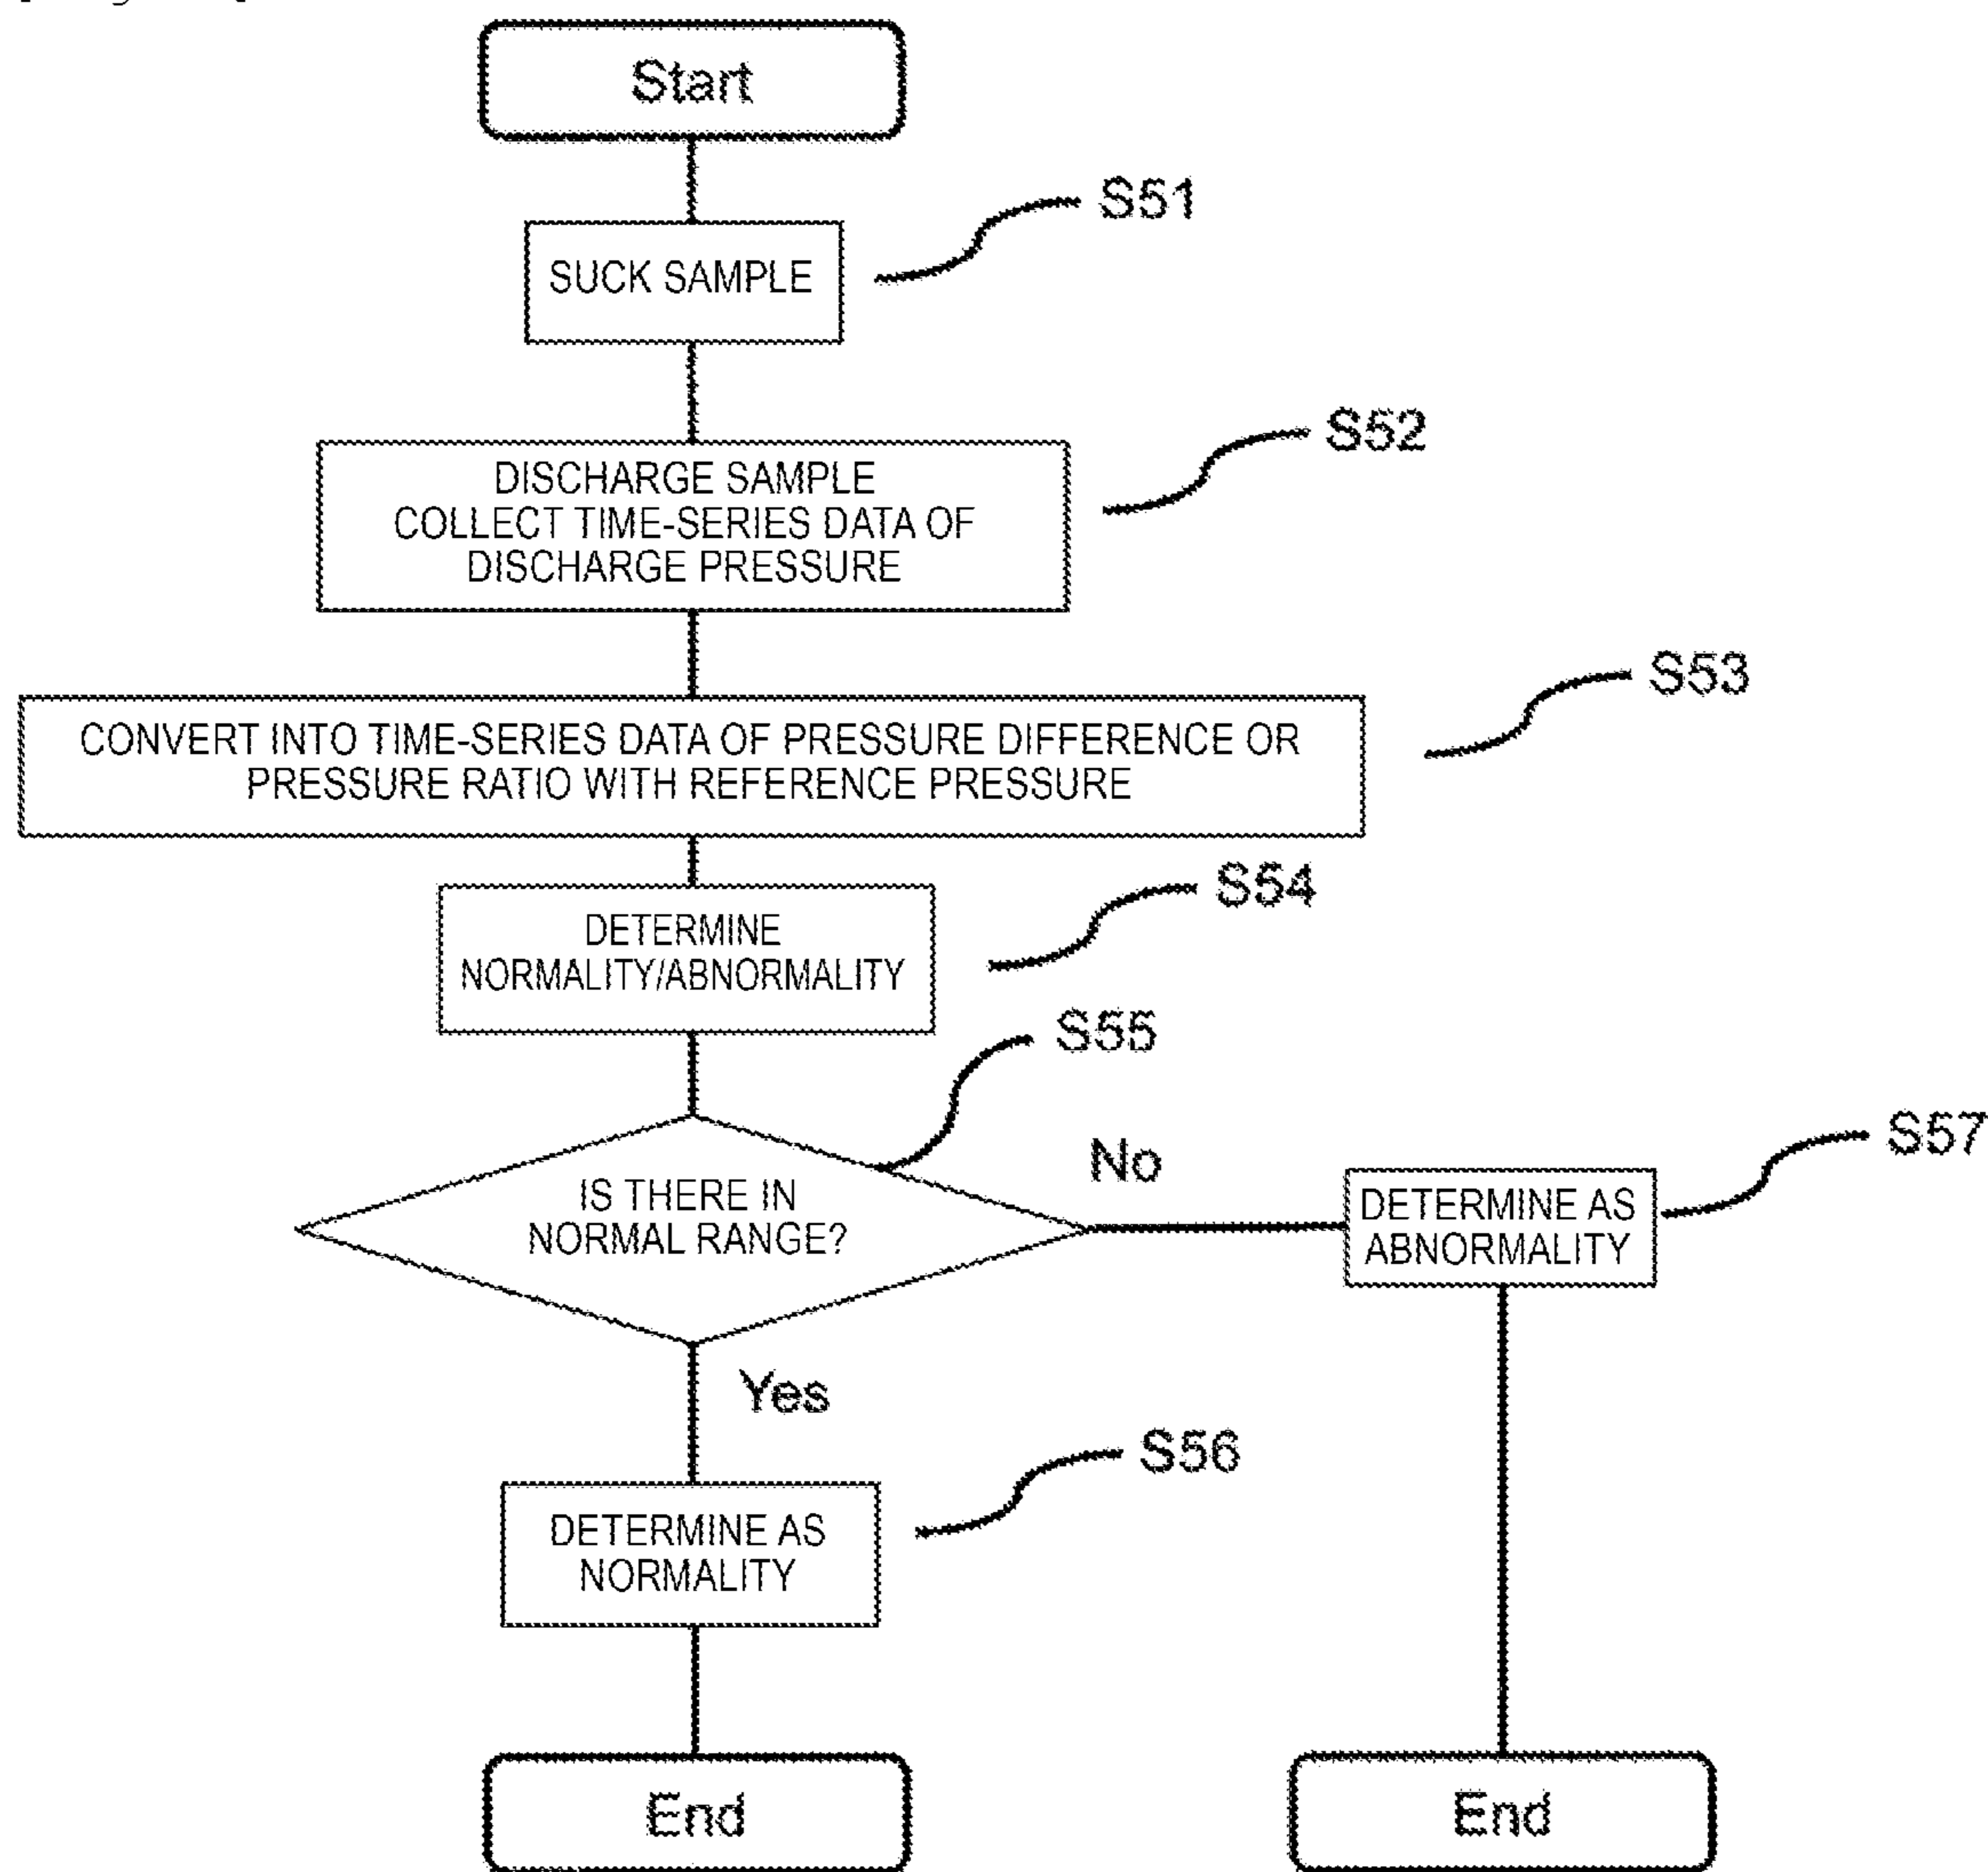 Start
S51
SUCK SAMPLE
S52
DISCHARGE SAMPLE
COLLECT TIME-SERIES DATA OF
DISCHARGE PRESSURE
S53
CONVERT INTO TIME-SERIES DATA OF PRESSURE DIFFERENCE OR
PRESSURE RATIO WITH REFERENCE PRESSURE
S54
DETERMINE
NORMALITY/ABNORMALITY
S55
IS THERE IN
NORMAL RANGE?
No
S57
DETERMINE AS
ABNORMALITY
Yes
S56
DETERMINE AS
NORMALITY
End
End